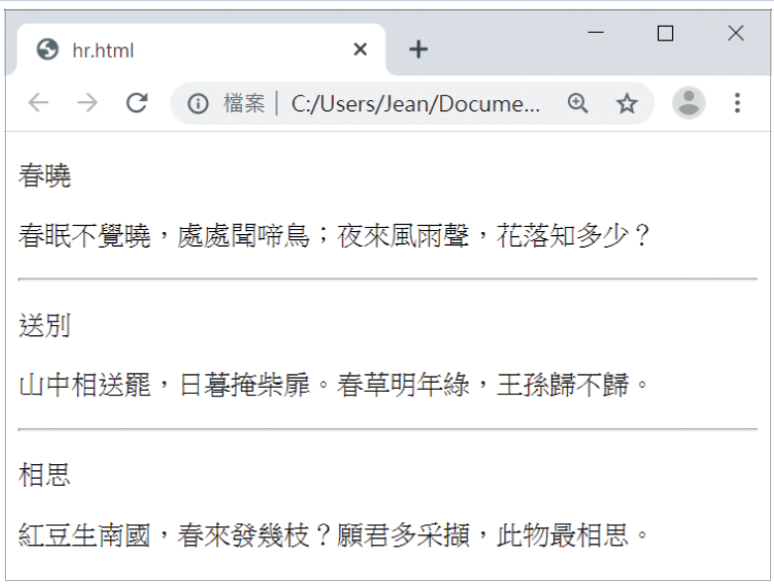 hr.html
檔案 C:/Users/Jean/Docume...
春曉
春眠不覺曉，處處聞啼鳥；夜來風雨聲，花落知多少？
送別
山中相送罷，日暮掩柴扉。春草明年綠，王孫歸不歸。
相思
紅豆生南國，春來發幾枝？願君多采擷，此物最相思。